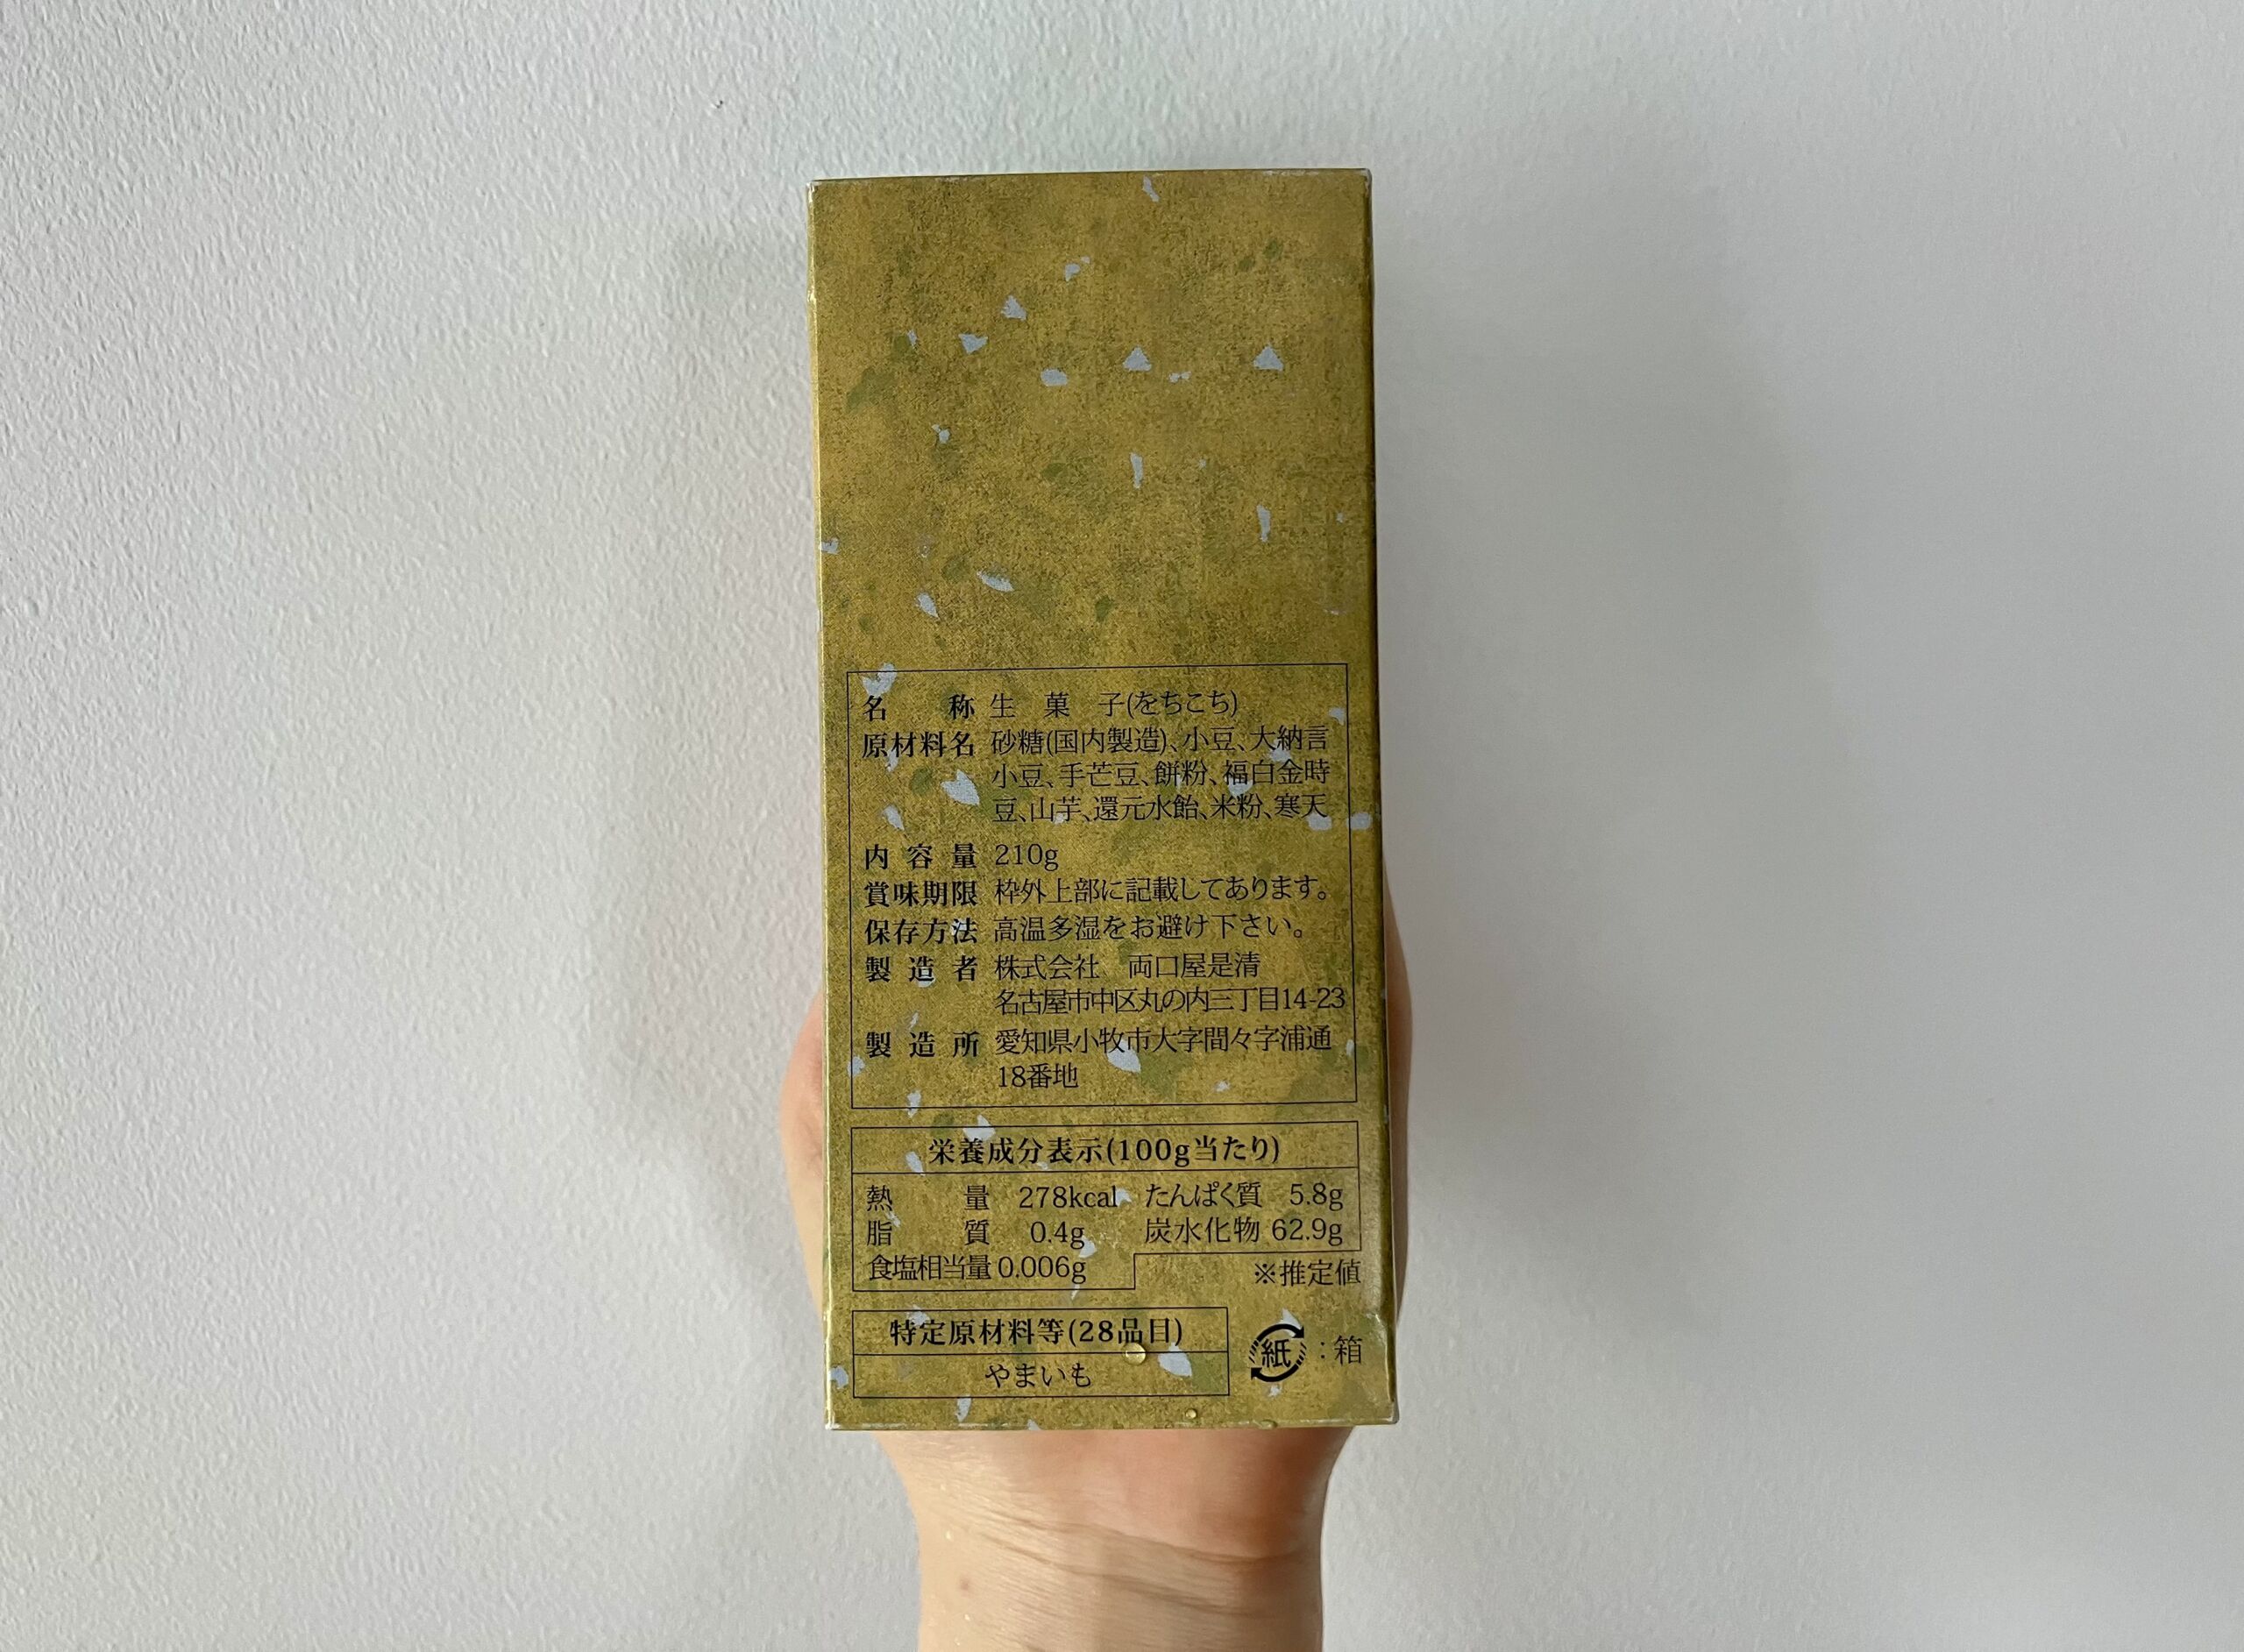 名称 生菓子(をちこち)
原材料名 砂糖(国内製造)、小豆、大納言
小豆、手芒豆、餅粉、福白金時
豆、山芋、還元水飴、米粉、寒天
内容量 210g
賞味期限 枠外上部に記載してあります。
保存方法 高温多湿をお避け下さい。
製造者 株式会社 両口屋是清
名古屋市中区丸の内三丁目14-23
製造所 愛知県小牧市大字間々字浦通
18番地
栄養成分表示(100g当たり)
熱量 278kcal たんぱく質 5.8g
脂質 0.4g 炭水化物 62.9g
食塩相当量 0.006g
※推定値
特定原材料等(28品目)
やまいも
紙:箱